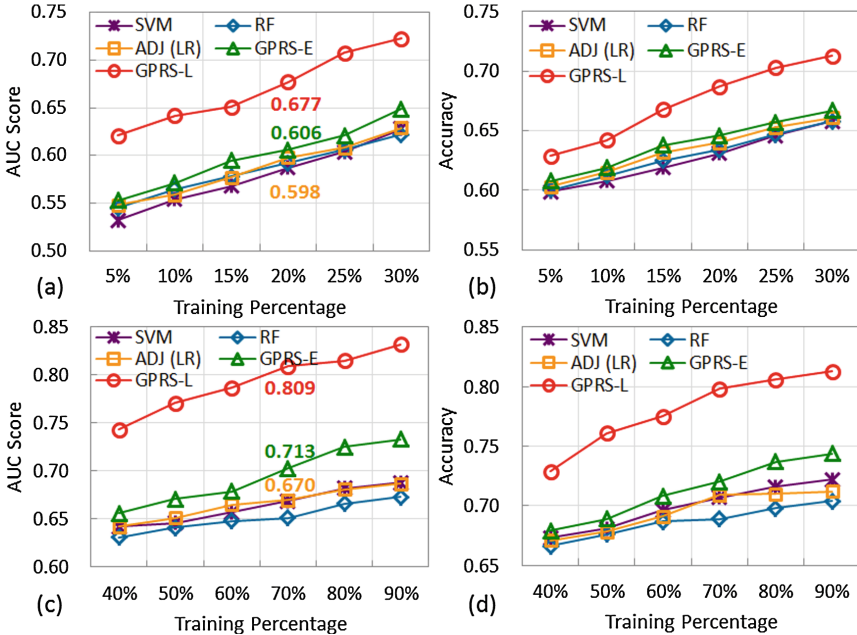 0.75
SVM RF
ADJ (LR) GPRS-E
GPRS-L
0.70
0.65
0.60
0.55
0.50
AUC Score
0.677
0.606
0.598
5% 10% 15% 20% 25% 30%
(a) Training Percentage
SVM RF
ADJ (LR) GPRS-E
GPRS-L
0.70
0.65
0.60
0.55
Accuracy
5% 10% 15% 20% 25% 30%
(b) Training Percentage
0.85
SVM RF
ADJ (LR) GPRS-E
GPRS-L
0.80
0.75
0.70
0.65
0.60
AUC Score
0.809
0.713
0.670
40% 50% 60% 70% 80% 90%
(c) Training Percentage
0.85
SVM RF
ADJ (LR) GPRS-E
GPRS-L
0.80
0.75
0.70
0.65
Accuracy
40% 50% 60% 70% 80% 90%
(d) Training Percentage